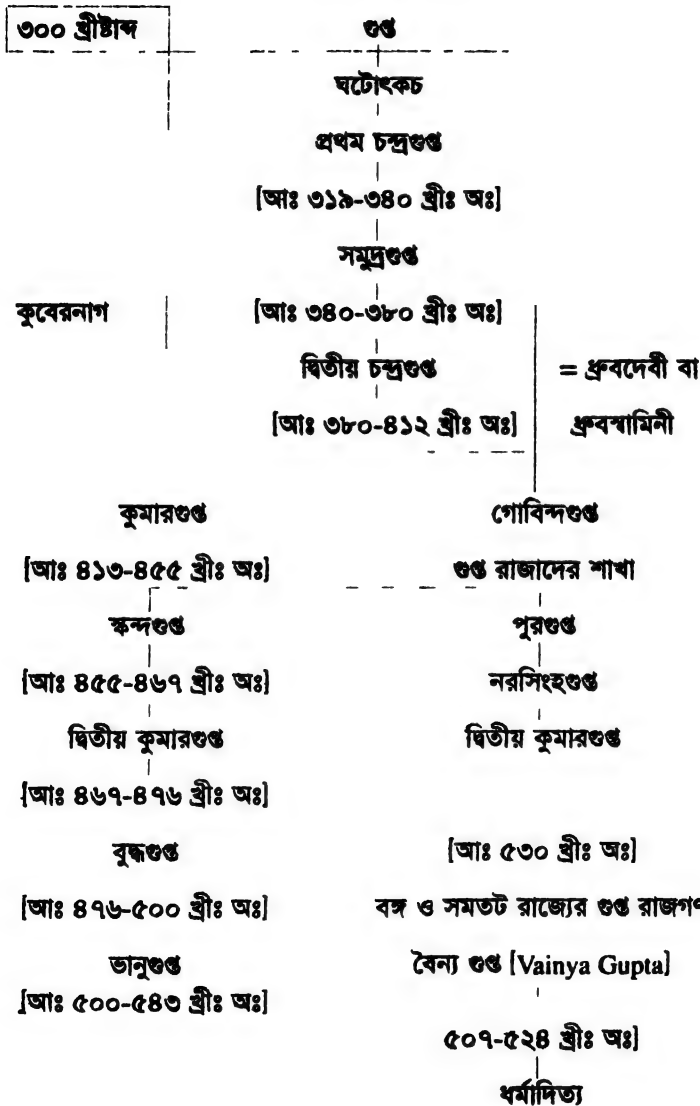 ৩০০ খ্রীষ্টাব্দ গুপ্ত
ঘটোৎকচ
প্রথম চন্দ্রগুপ্ত
[আঃ ৩১৯-৩৪০ খ্রীঃ অঃ]
সমুদ্রগুপ্ত
কুবেরনাগ [আঃ ৩৪০-৩৮০ খ্রীঃ অঃ]
দ্বিতীয় চন্দ্রগুপ্ত = ধ্রুবদেবী বা
[আঃ ৩৮০-৪১২ খ্রীঃ অঃ] ধ্রুবস্বামিনী
কুমারগুপ্ত গোবিন্দগুপ্ত
[আঃ ৪১৩-৪৫৫ খ্রীঃ অঃ] গুপ্ত রাজাদের শাখা
স্কন্দগুপ্ত পুরগুপ্ত
[আঃ ৪৫৫-৪৬৭ খ্রীঃ অঃ] নরসিংহগুপ্ত
দ্বিতীয় কুমারগুপ্ত দ্বিতীয় কুমারগুপ্ত
[আঃ ৪৬৭-৪৭৬ খ্রীঃ অঃ]
বুদ্ধগুপ্ত [আঃ ৫৩০ খ্রীঃ অঃ]
[আঃ ৪৭৬-৫০০ খ্রীঃ অঃ] বঙ্গ ও সমতট রাজ্যের গুপ্ত রাজগণ
ভানুগুপ্ত বৈন্য গুপ্ত [Vainya Gupta]
[আঃ ৫০০-৫৪৩ খ্রীঃ অঃ]
৫০৭-৫২৪ খ্রীঃ অঃ]
ধর্মাদিত্য